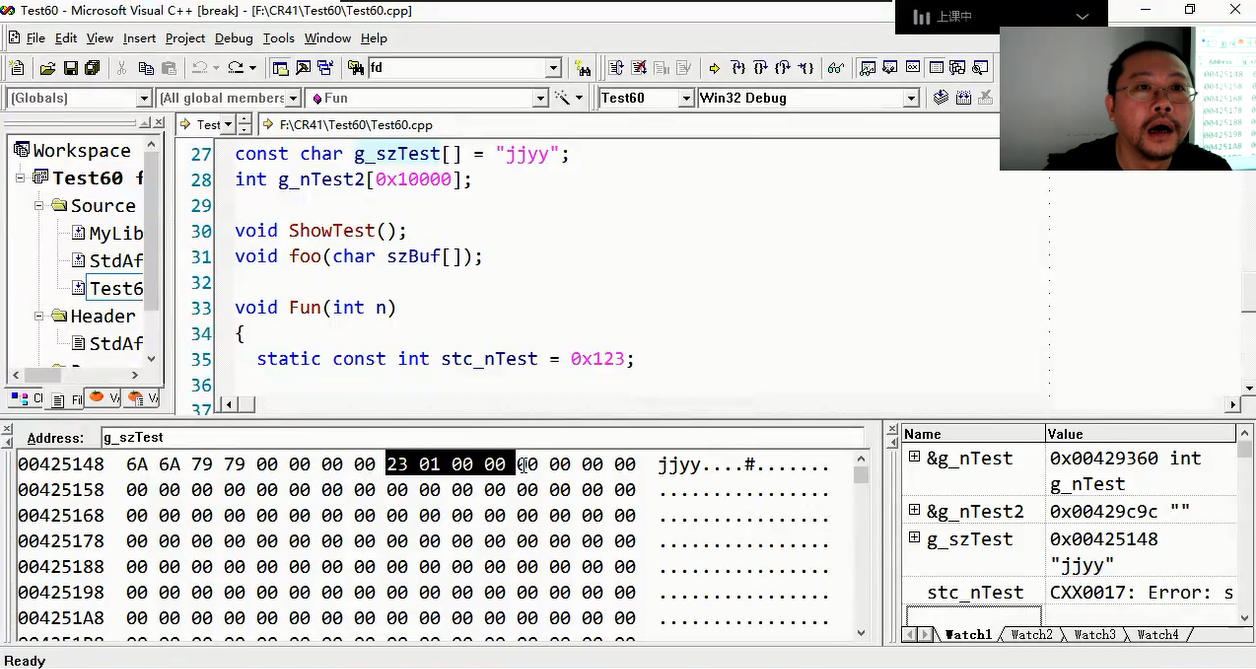 Test60 - Microsoft Visual C++ [break] - [F:\CR41\Test60\Test60.cpp]
上课中
File Edit View Insert Project Debug Tools Window Help
fd
(Globals) (All global members Fun Test60 Win32 Debug
Test F:\CR41\Test60\Test60.cpp
Workspace
Test60 f
Source
MyLib
StdAf
Test6
Header
StdAf
27 const char g_szTest[] = "jjyy";
28 int g_nTest2[0x10000];
29
30 void ShowTest();
31 void foo(char szBuf[]);
32
33 void Fun(int n)
34 {
35 static const int stc_nTest = 0x123;
36
37
Cl Fil V V
Address: g_szTest
00425148 6A 6A 79 79 00 00 00 00 23 01 00 00 00 00 00 00 jjyy....#.......
00425158 00 00 00 00 00 00 00 00 00 00 00 00 00 00 00 00 ................
00425168 00 00 00 00 00 00 00 00 00 00 00 00 00 00 00 00 ................
00425178 00 00 00 00 00 00 00 00 00 00 00 00 00 00 00 00 ................
00425188 00 00 00 00 00 00 00 00 00 00 00 00 00 00 00 00 ................
00425198 00 00 00 00 00 00 00 00 00 00 00 00 00 00 00 00 ................
004251A8 00 00 00 00 00 00 00 00 00 00 00 00 00 00 00 00 ................
Name Value
&g_nTest 0x00429360 int
g_nTest
&g_nTest2 0x00429c9c ""
g_szTest 0x00425148
"jjyy"
stc_nTest CXX0017: Error: s
Watch1 Watch2 Watch3 Watch4
Ready